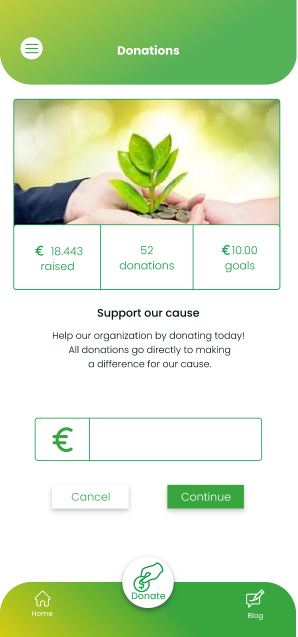 Donations
€ 18.443
raised
52
donations
€10.00
goals
Support our cause
Help our organization by donating today!
All donations go directly to making
a difference for our cause.
€
Cancel
Continue
Donate
Home
Blog